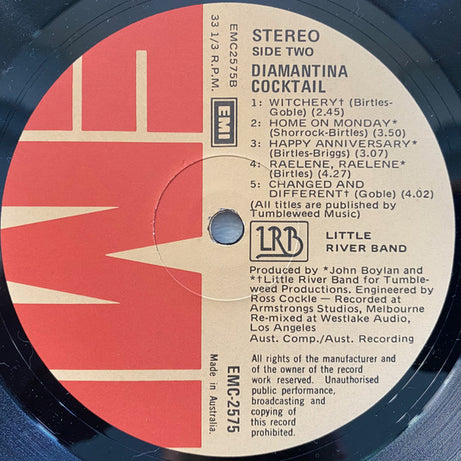 STEREO
SIDE TWO
DIAMANTINA
COCKTAIL
1: WITCHERY† (Birtles-
Goble) (2.45)
2: HOME ON MONDAY*
(Shorrock-Birtles) (3.50)
3: HAPPY ANNIVERSARY*
(Birtles-Briggs) (3.07)
4: RAELENE, RAELENE*
(Birtles) (4.27)
5: CHANGED AND
DIFFERENT† (Goble) (4.02)
(All titles are published by
Tumbleweed Music)
LRB
LITTLE
RIVER BAND
Produced by *John Boylan and
*†Little River Band for Tumble-
weed Productions. Engineered by
Ross Cockle — Recorded at
Armstrongs Studios, Melbourne
Re-mixed at Westlake Audio,
Los Angeles
Aust. Comp./Aust. Recording
All rights of the manufacturer and
of the owner of the record
work reserved. Unauthorised
public performance,
broadcasting and
copying of
this record
prohibited.
EMC2575B
33 1/3 R.P.M.
EMI
EMC-2575
Made in Australia.
EMI